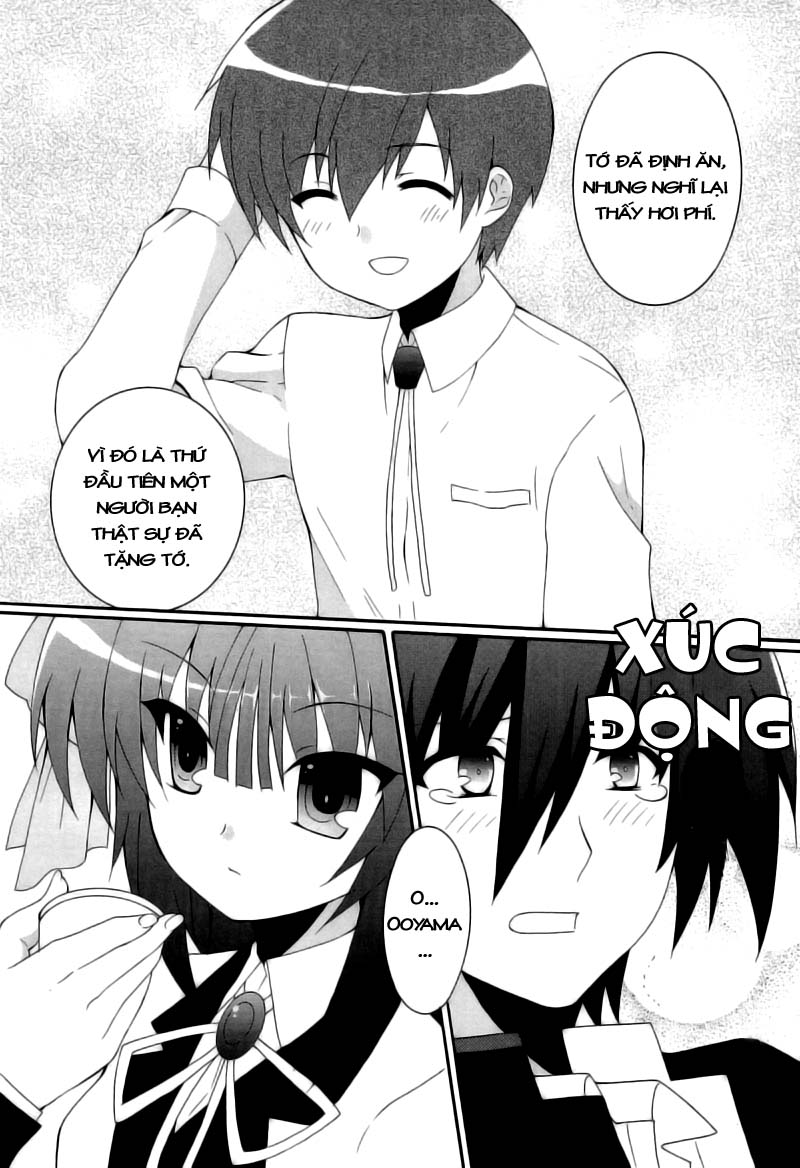 TỚ ĐÃ ĐỊNH ĂN,
NHƯNG NGHĨ LẠI
THẤY HƠI PHÍ.
VÌ ĐÓ LÀ THỨ
ĐẦU TIÊN MỘT
NGƯỜI BẠN
THẬT SỰ ĐÃ
TẶNG TỚ.
XÚC
ĐỘNG
O...
OOYAMA
...